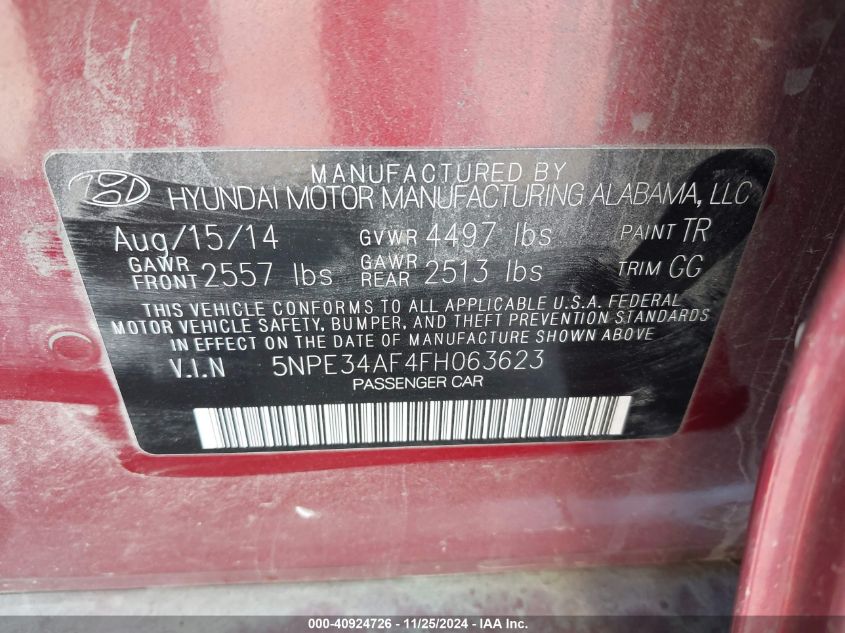 MANUFACTURED BY
HYUNDAI MOTOR MANUFACTURING ALABAMA, LLC
Aug/15/14 GVWR 4497 lbs PAINT TR
GAWR FRONT 2557 lbs GAWR REAR 2513 lbs TRIM GG
THIS VEHICLE CONFORMS TO ALL APPLICABLE U.S.A. FEDERAL
MOTOR VEHICLE SAFETY, BUMPER, AND THEFT PREVENTION STANDARDS
IN EFFECT ON THE DATE OF MANUFACTURE SHOWN ABOVE.
V.I.N 5NPE34AF4FH063623
PASSENGER CAR
000-40924726 - 11/25/2024 - IAA Inc.